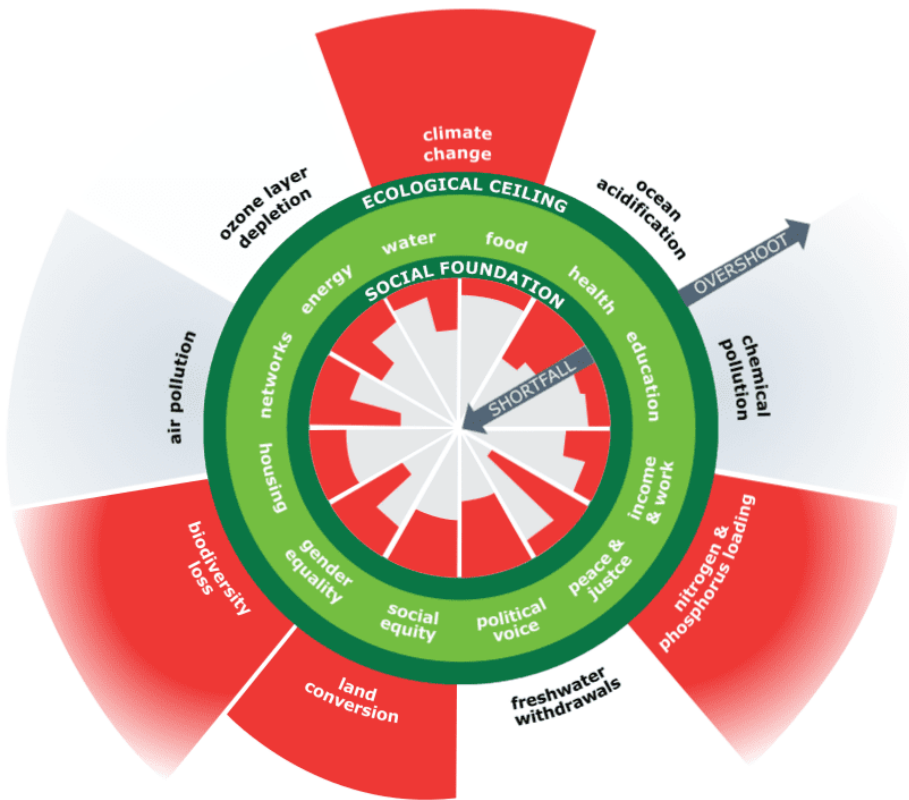 climate
change
ECOLOGICAL CEILING
ozone layer
depletion
ocean
acidification
water
food
energy
health
SOCIAL FOUNDATION
OVERSHOOT
networks
education
air pollution
chemical
pollution
SHORTFALL
housing
income
& work
biodiversity
loss
nitrogen &
phosphorus loading
gender
equality
peace &
justce
social
equity
political
voice
land
conversion
freshwater
withdrawals